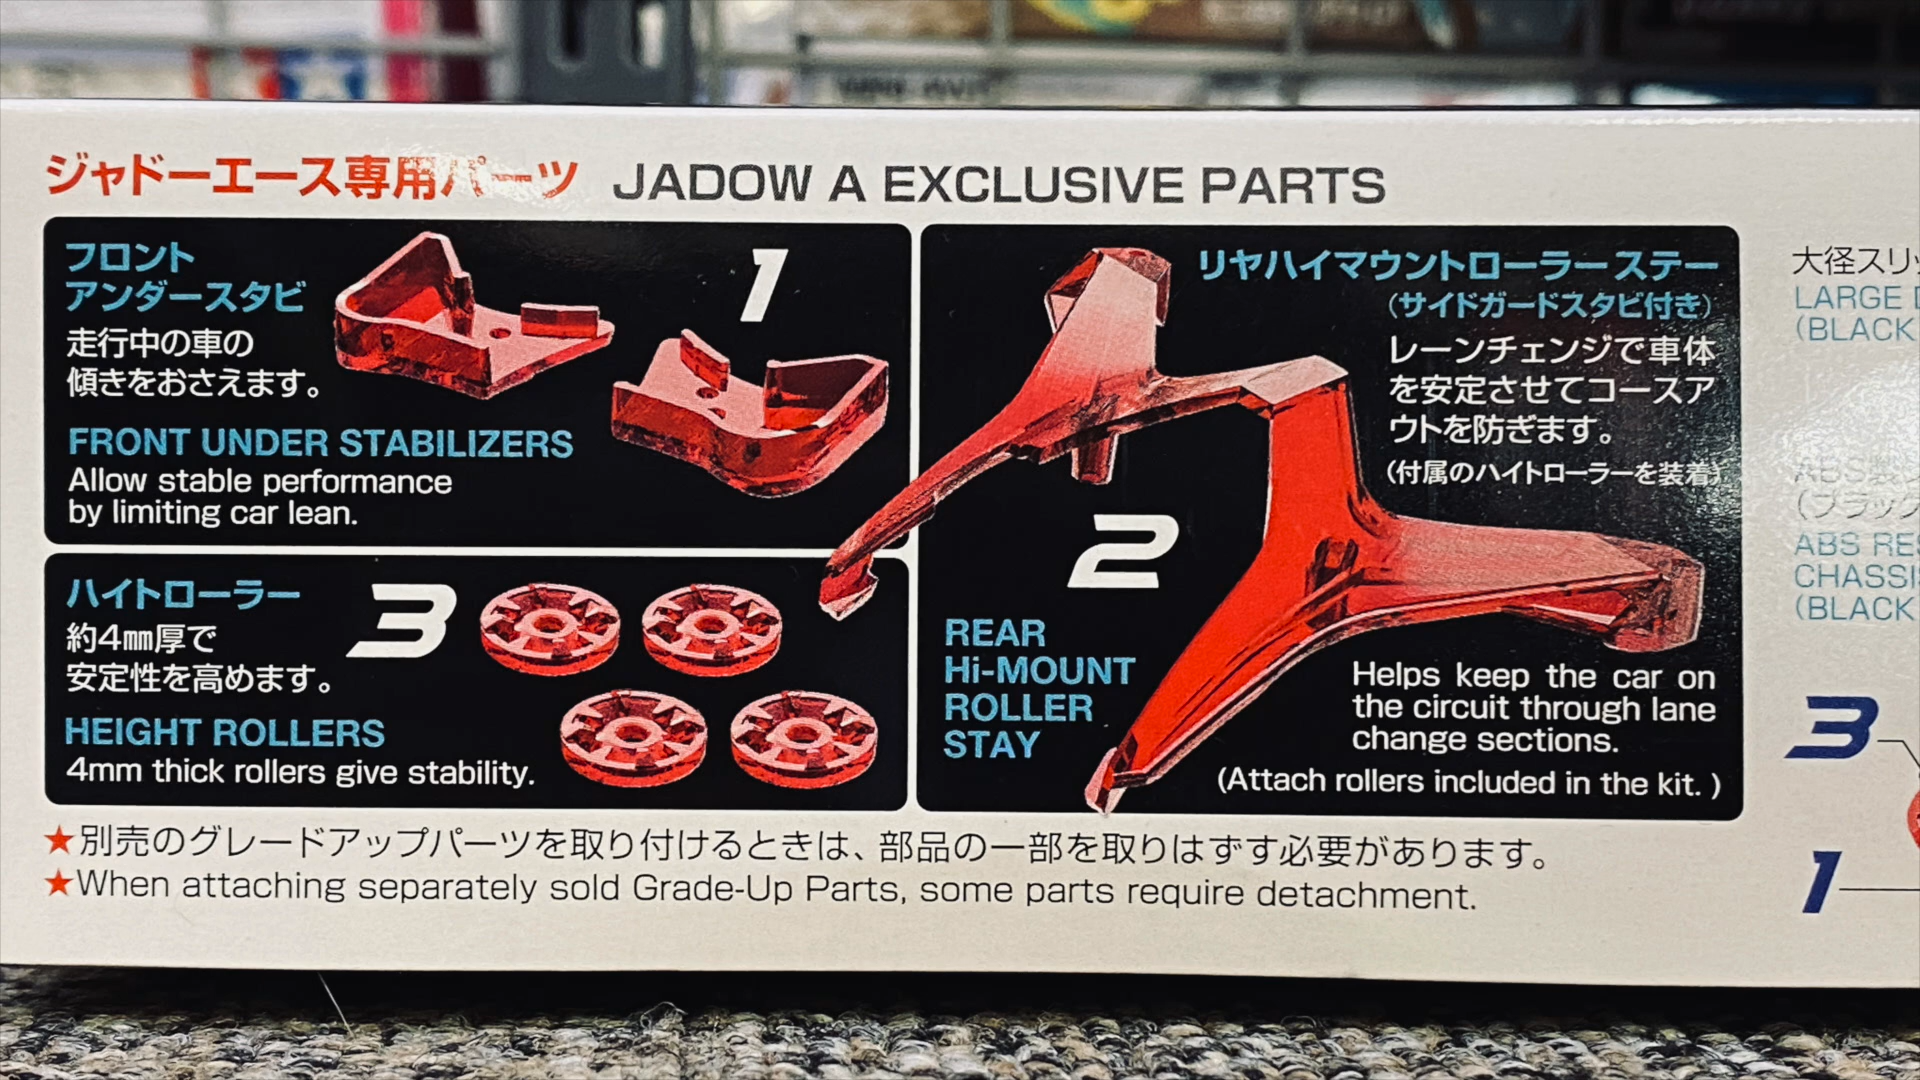 ジャドーエース専用パーツ JADOW A EXCLUSIVE PARTS
フロント
アンダースタビ
走行中の車の
傾きをおさえます。
FRONT UNDER STABILIZERS
Allow stable performance
by limiting car lean.
1
ハイトローラー
約4㎜厚で
安定性を高めます。
HEIGHT ROLLERS
4mm thick rollers give stability.
3
リヤハイマウントローラーステー
（サイドガードスタビ付き）
レーンチェンジで車体
を安定させてコースア
ウトを防ぎます。
（付属のハイトローラーを装着）
2
REAR
Hi-MOUNT
ROLLER
STAY
Helps keep the car on
the circuit through lane
change sections.
(Attach rollers included in the kit. )
★別売のグレードアップパーツを取り付けるときは、部品の一部を取りはずす必要があります。
★When attaching separately sold Grade-Up Parts, some parts require detachment.
大径スリ
LARGE
(BLACK
ABS
(ブラック
ABS RE
CHASSI
(BLACK
3
1